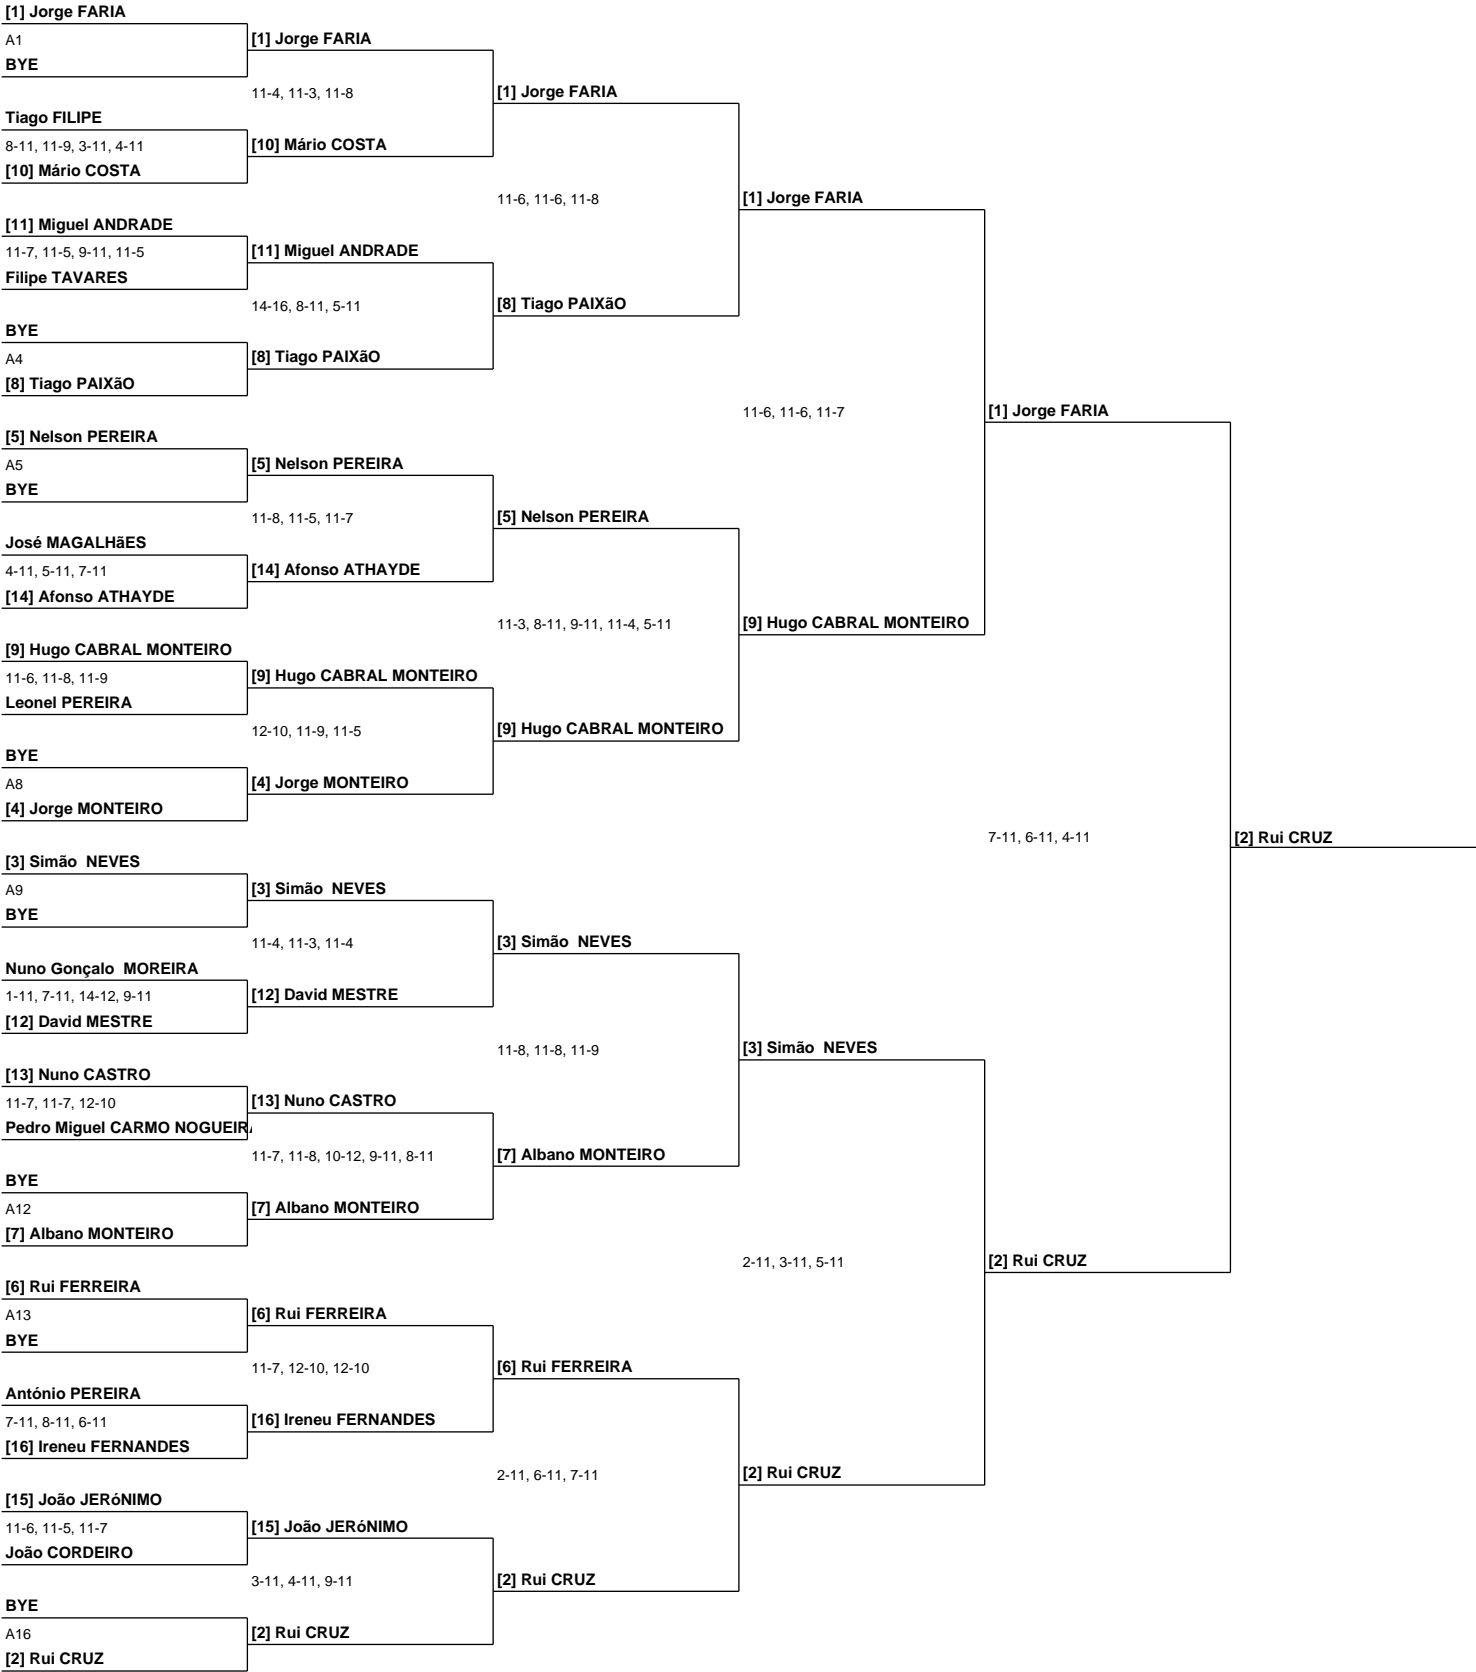 [1] Jorge FARIA
A1
BYE
Tiago FILIPE
8-11, 11-9, 3-11, 4-11
[10] Mário COSTA
[11] Miguel ANDRADE
11-7, 11-5, 9-11, 11-5
Filipe TAVARES
BYE
A4
[8] Tiago PAIXãO
[5] Nelson PEREIRA
A5
BYE
José MAGALHãES
4-11, 5-11, 7-11
[14] Afonso ATHAYDE
[9] Hugo CABRAL MONTEIRO
11-6, 11-8, 11-9
Leonel PEREIRA
BYE
A8
[4] Jorge MONTEIRO
[3] Simão  NEVES
A9
BYE
Nuno Gonçalo  MOREIRA
1-11, 7-11, 14-12, 9-11
[12] David MESTRE
[13] Nuno CASTRO
11-7, 11-7, 12-10
Pedro Miguel CARMO NOGUEIR
BYE
A12
[7] Albano MONTEIRO
[6] Rui FERREIRA
A13
BYE
António PEREIRA
7-11, 8-11, 6-11
[16] Ireneu FERNANDES
[15] João JERóNIMO
11-6, 11-5, 11-7
João CORDEIRO
BYE
A16
[2] Rui CRUZ
[1] Jorge FARIA
11-4, 11-3, 11-8
[10] Mário COSTA
[11] Miguel ANDRADE
14-16, 8-11, 5-11
[8] Tiago PAIXãO
[5] Nelson PEREIRA
11-8, 11-5, 11-7
[14] Afonso ATHAYDE
[9] Hugo CABRAL MONTEIRO
12-10, 11-9, 11-5
[4] Jorge MONTEIRO
[3] Simão  NEVES
11-4, 11-3, 11-4
[12] David MESTRE
[13] Nuno CASTRO
11-7, 11-8, 10-12, 9-11, 8-11
[7] Albano MONTEIRO
[6] Rui FERREIRA
11-7, 12-10, 12-10
[16] Ireneu FERNANDES
[15] João JERóNIMO
3-11, 4-11, 9-11
[2] Rui CRUZ
[1] Jorge FARIA
11-6, 11-6, 11-8
[8] Tiago PAIXãO
[5] Nelson PEREIRA
11-3, 8-11, 9-11, 11-4, 5-11
[9] Hugo CABRAL MONTEIRO
[3] Simão  NEVES
11-8, 11-8, 11-9
[7] Albano MONTEIRO
[6] Rui FERREIRA
2-11, 6-11, 7-11
[2] Rui CRUZ
[1] Jorge FARIA
11-6, 11-6, 11-7
[9] Hugo CABRAL MONTEIRO
[3] Simão  NEVES
2-11, 3-11, 5-11
[2] Rui CRUZ
[1] Jorge FARIA
7-11, 6-11, 4-11
[2] Rui CRUZ
[2] Rui CRUZ